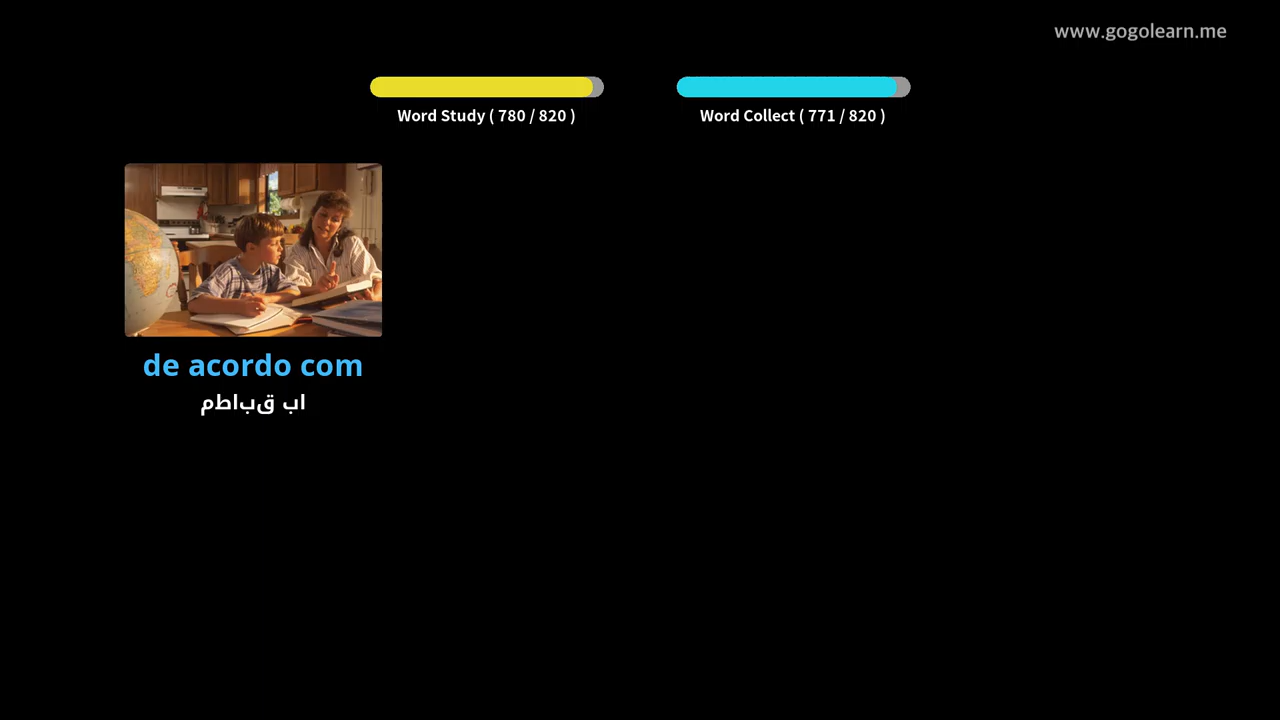 www.gogolearn.me
Word Study ( 780 / 820 )
Word Collect ( 771 / 820 )
de acordo com
اب قباطم